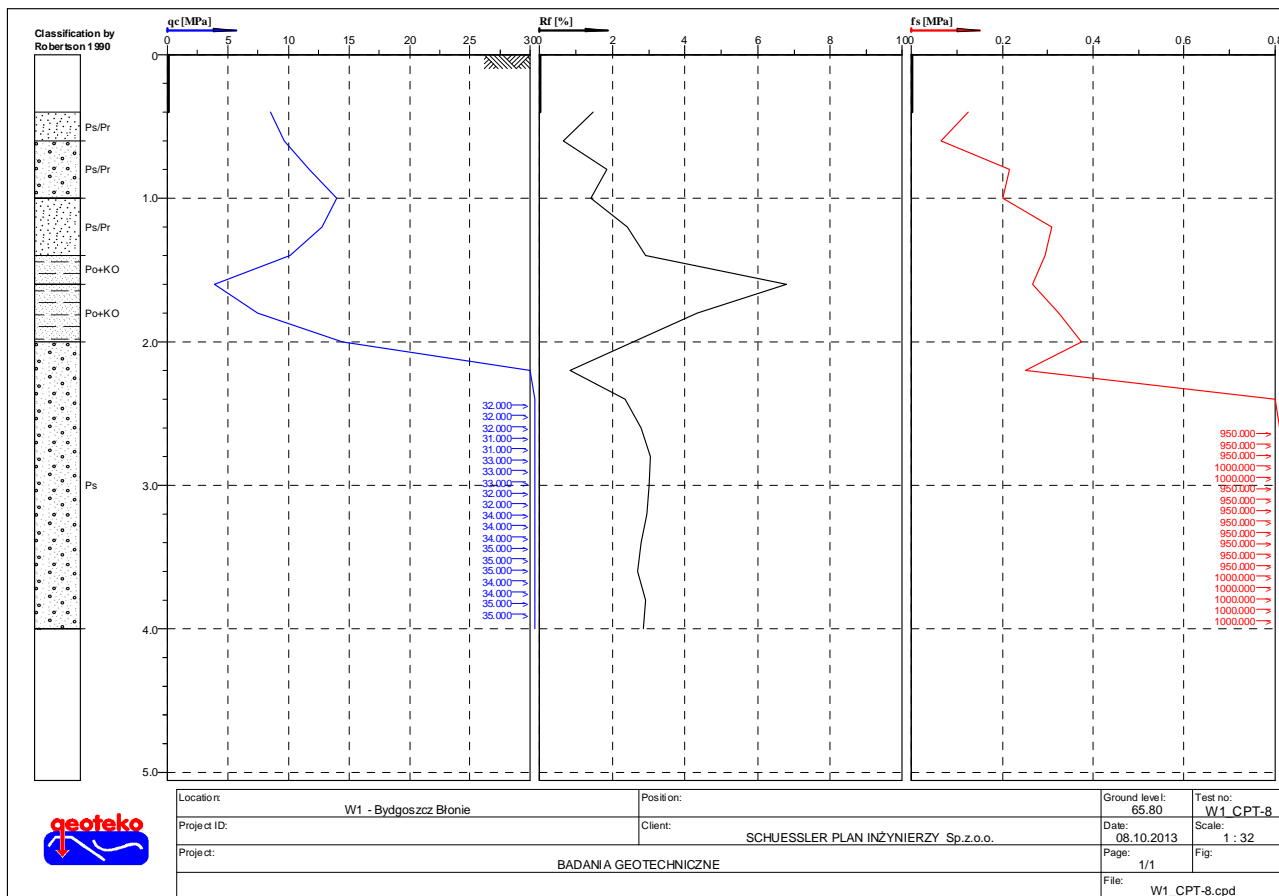 Classification by
Robertson 1990
qc [MPa]
Rf [%]
fs [MPa]
0 5 10 15 20 25 30
0 2 4 6 8 10
0 0.2 0.4 0.6 0.8
0
1.0
2.0
3.0
4.0
5.0
Ps/Pr
Ps/Pr
Ps/Pr
Po+KO
Po+KO
Ps
32.000
32.000
32.000
31.000
31.000
33.000
33.000
33.000
32.000
32.000
34.000
34.000
34.000
35.000
35.000
35.000
34.000
34.000
35.000
35.000
950.000
950.000
950.000
1000.000
1000.000
950.000
950.000
950.000
950.000
950.000
950.000
950.000
950.000
1000.000
1000.000
1000.000
1000.000
1000.000
geoteko
Location:
W1 - Bydgoszcz Błonie
Position:
Ground level:
65.80
Test no:
W1_CPT-8
Project ID:
Client:
SCHUESSLER PLAN INŻYNIERZY Sp.z.o.o.
Date:
08.10.2013
Scale:
1 : 32
Project:
BADANIA GEOTECHNICZNE
Page:
1/1
Fig:
File:
W1_CPT-8.cpd